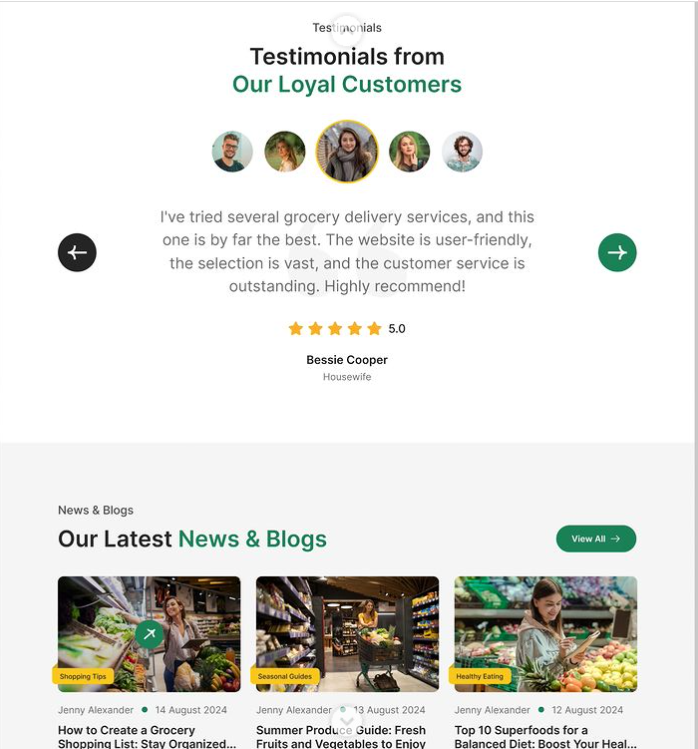 Testimonials
Testimonials from
Our Loyal Customers
I've tried several grocery delivery services, and this
one is by far the best. The website is user-friendly,
the selection is vast, and the customer service is
outstanding. Highly recommend!
5.0
Bessie Cooper
Housewife
News & Blogs
Our Latest News & Blogs
View All
Shopping Tips
Seasonal Guides
Healthy Eating
Jenny Alexander 14 August 2024
Jenny Alexander 13 August 2024
Jenny Alexander 12 August 2024
How to Create a Grocery
Shopping List: Stay Organized...
Summer Produce Guide: Fresh
Fruits and Vegetables to Enjoy
Top 10 Superfoods for a
Balanced Diet: Boost Your Heal...